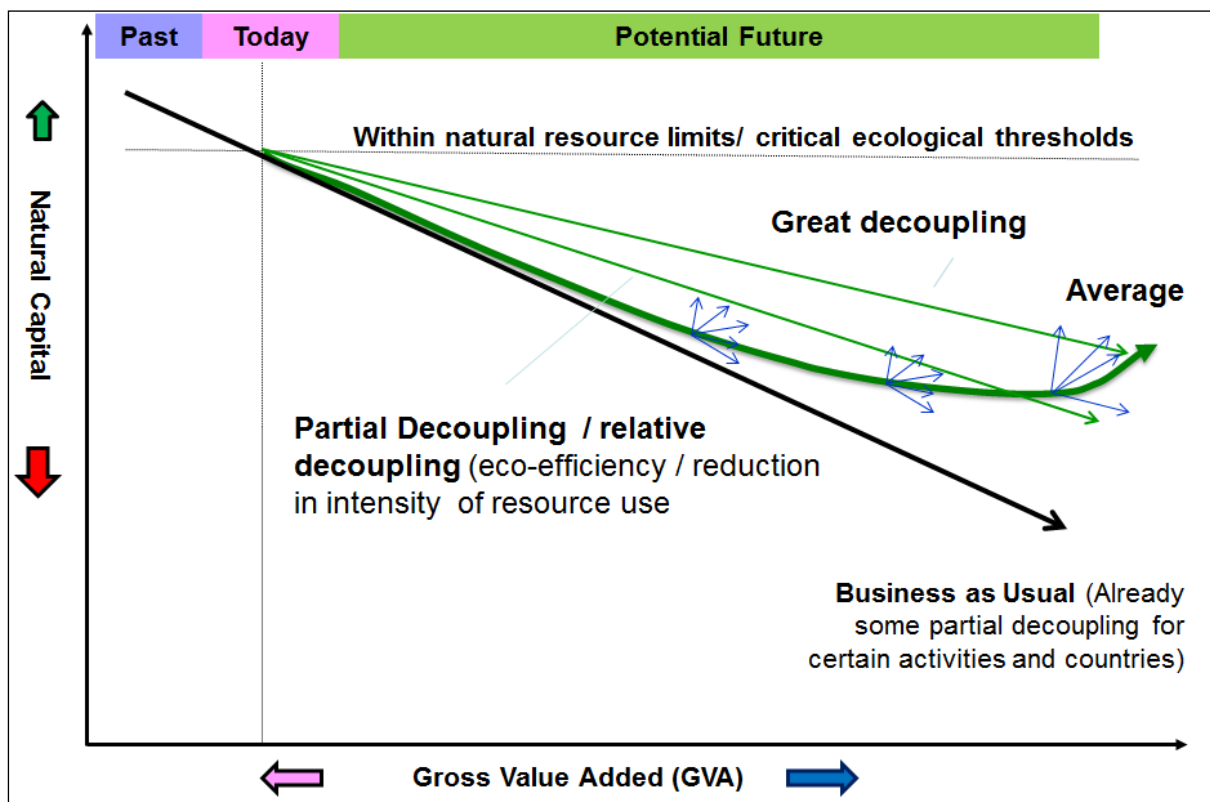 Past
Today
Potential Future
Within natural resource limits/ critical ecological thresholds
Great decoupling
Average
Natural Capital
Partial Decoupling / relative
decoupling (eco-efficiency / reduction
in intensity of resource use
Business as Usual (Already
some partial decoupling for
certain activities and countries)
Gross Value Added (GVA)